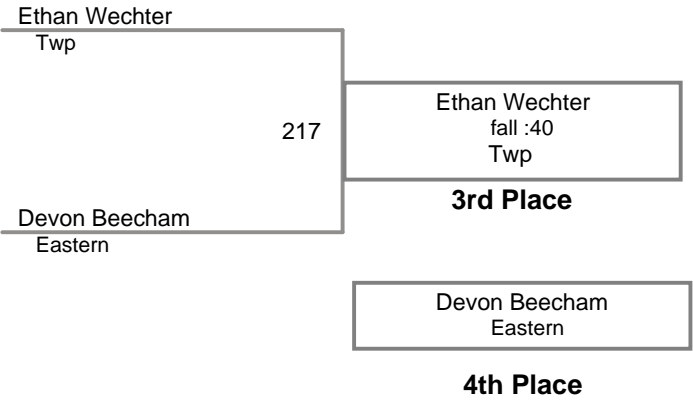 Ethan Wechter
Twp
217
Ethan Wechter
fall :40
Twp
3rd Place
Devon Beecham
Eastern
Devon Beecham
Eastern
4th Place